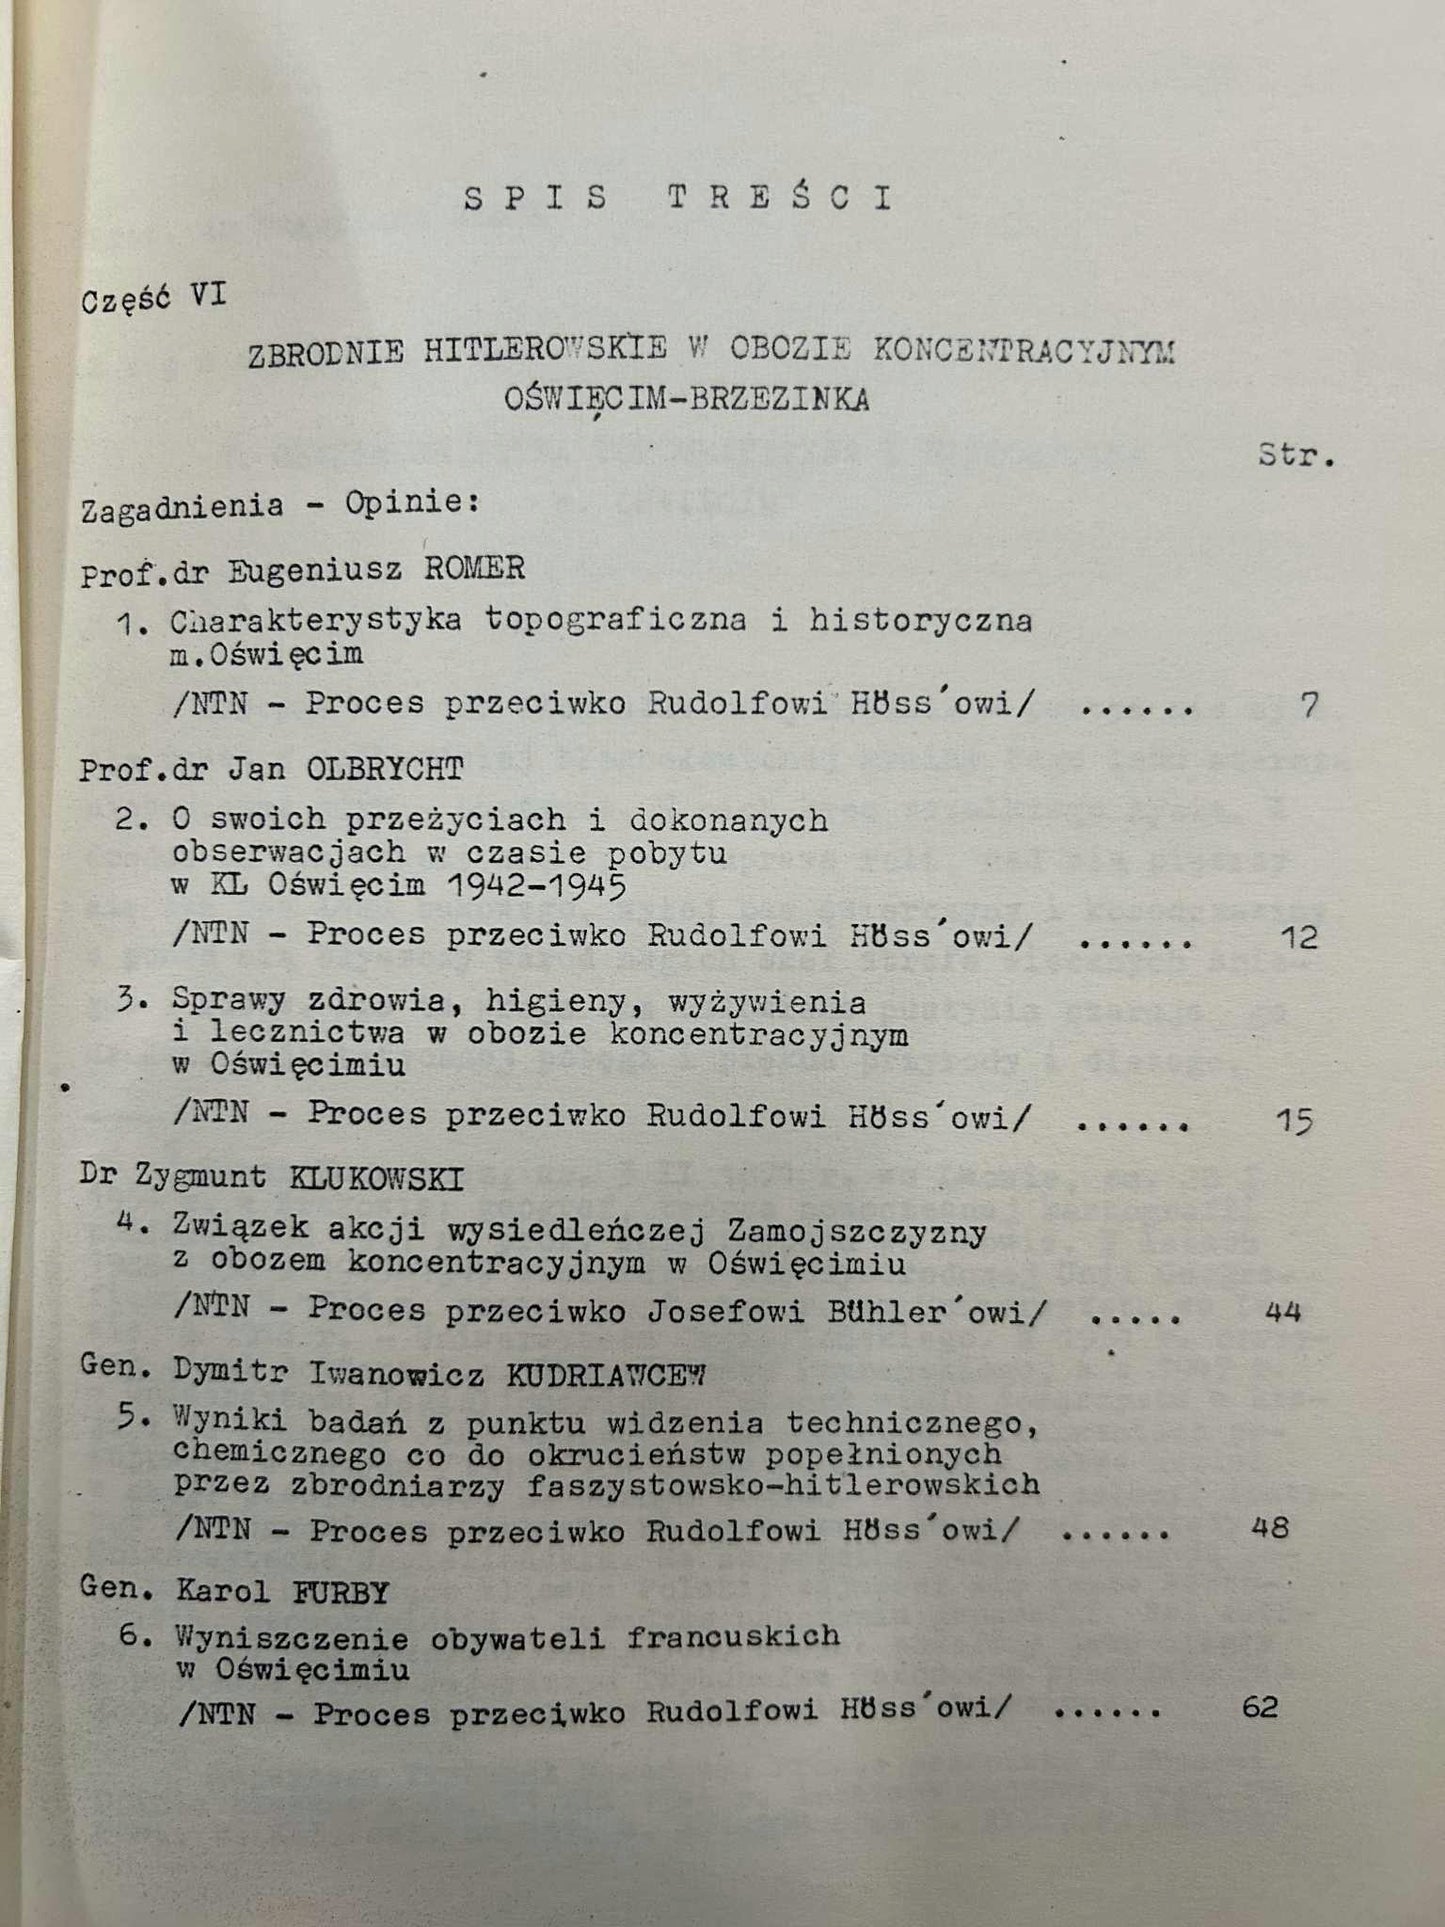 SPIS TREŚCI
Część VI
ZBRODNIE HITLEROWSKIE W OBOZIE KONCENTRACYJNYM
OŚWIĘCIM-BRZEZINKA
Str.
Zagadnienia - Opinie:
Prof.dr Eugeniusz ROMER
1. Charakterystyka topograficzna i historyczna
m.Oświęcim
/NTN - Proces przeciwko Rudolfowi Höss´owi/ ...... 7
Prof.dr Jan OLBRYCHT
2. O swoich przeżyciach i dokonanych
obserwacjach w czasie pobytu
w KL Oświęcim 1942-1945
/NTN - Proces przeciwko Rudolfowi Höss´owi/ ...... 12
3. Sprawy zdrowia, higieny, wyżywienia
i lecznictwa w obozie koncentracyjnym
w Oświęcimiu
/NTN - Proces przeciwko Rudolfowi Höss´owi/ ...... 15
Dr Zygmunt KLUKOWSKI
4. Związek akcji wysiedleńczej Zamojszczyzny
z obozem koncentracyjnym w Oświęcimiu
/NTN - Proces przeciwko Josefowi Bühler´owi/ ..... 44
Gen. Dymitr Iwanowicz KUDRIAWCEW
5. Wyniki badań z punktu widzenia technicznego,
chemicznego co do okrucieństw popełnionych
przez zbrodniarzy faszystowsko-hitlerowskich
/NTN - Proces przeciwko Rudolfowi Höss´owi/ ...... 48
Gen. Karol FURBY
6. Wyniszczenie obywateli francuskich
w Oświęcimiu
/NTN - Proces przeciwko Rudolfowi Höss´owi/ ...... 62